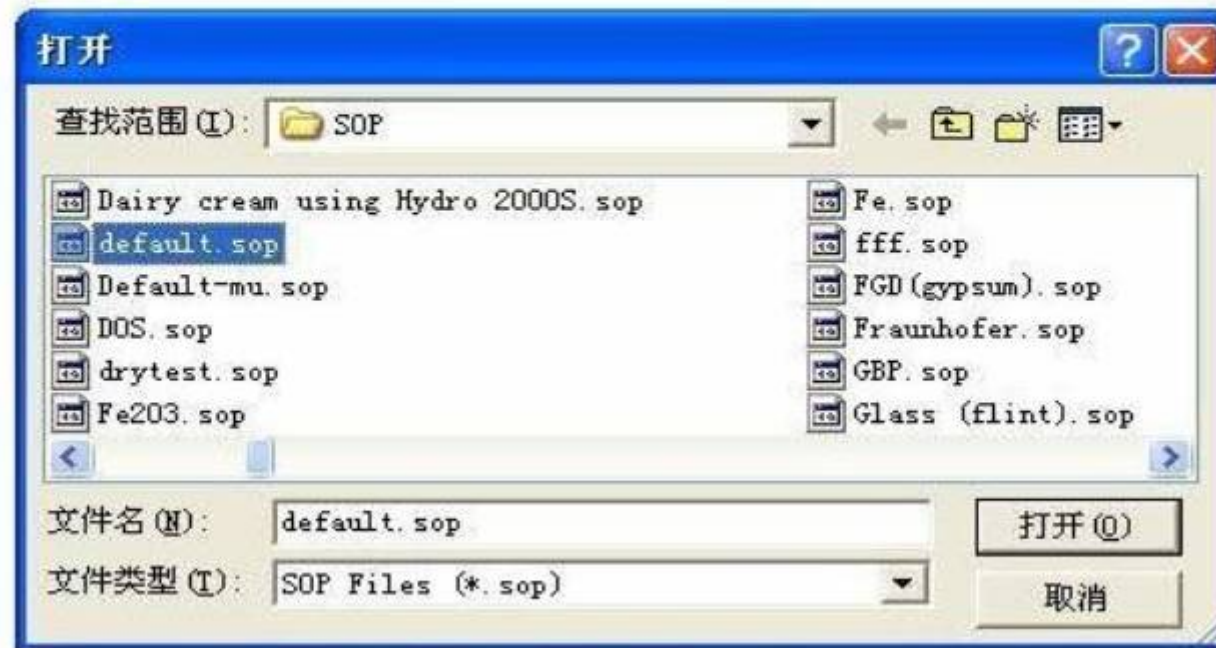 打开
查找范围(I): SOP
Dairy cream using Hydro 2000S.sop
default.sop
Default-mu.sop
DOS.sop
drytest.sop
Fe2O3.sop
Fe.sop
fff.sop
FGD(gypsum).sop
Fraunhofer.sop
GBP.sop
Glass (flint).sop
文件名(N): default.sop 打开(O)
文件类型(T): SOP Files (*.sop) 取消